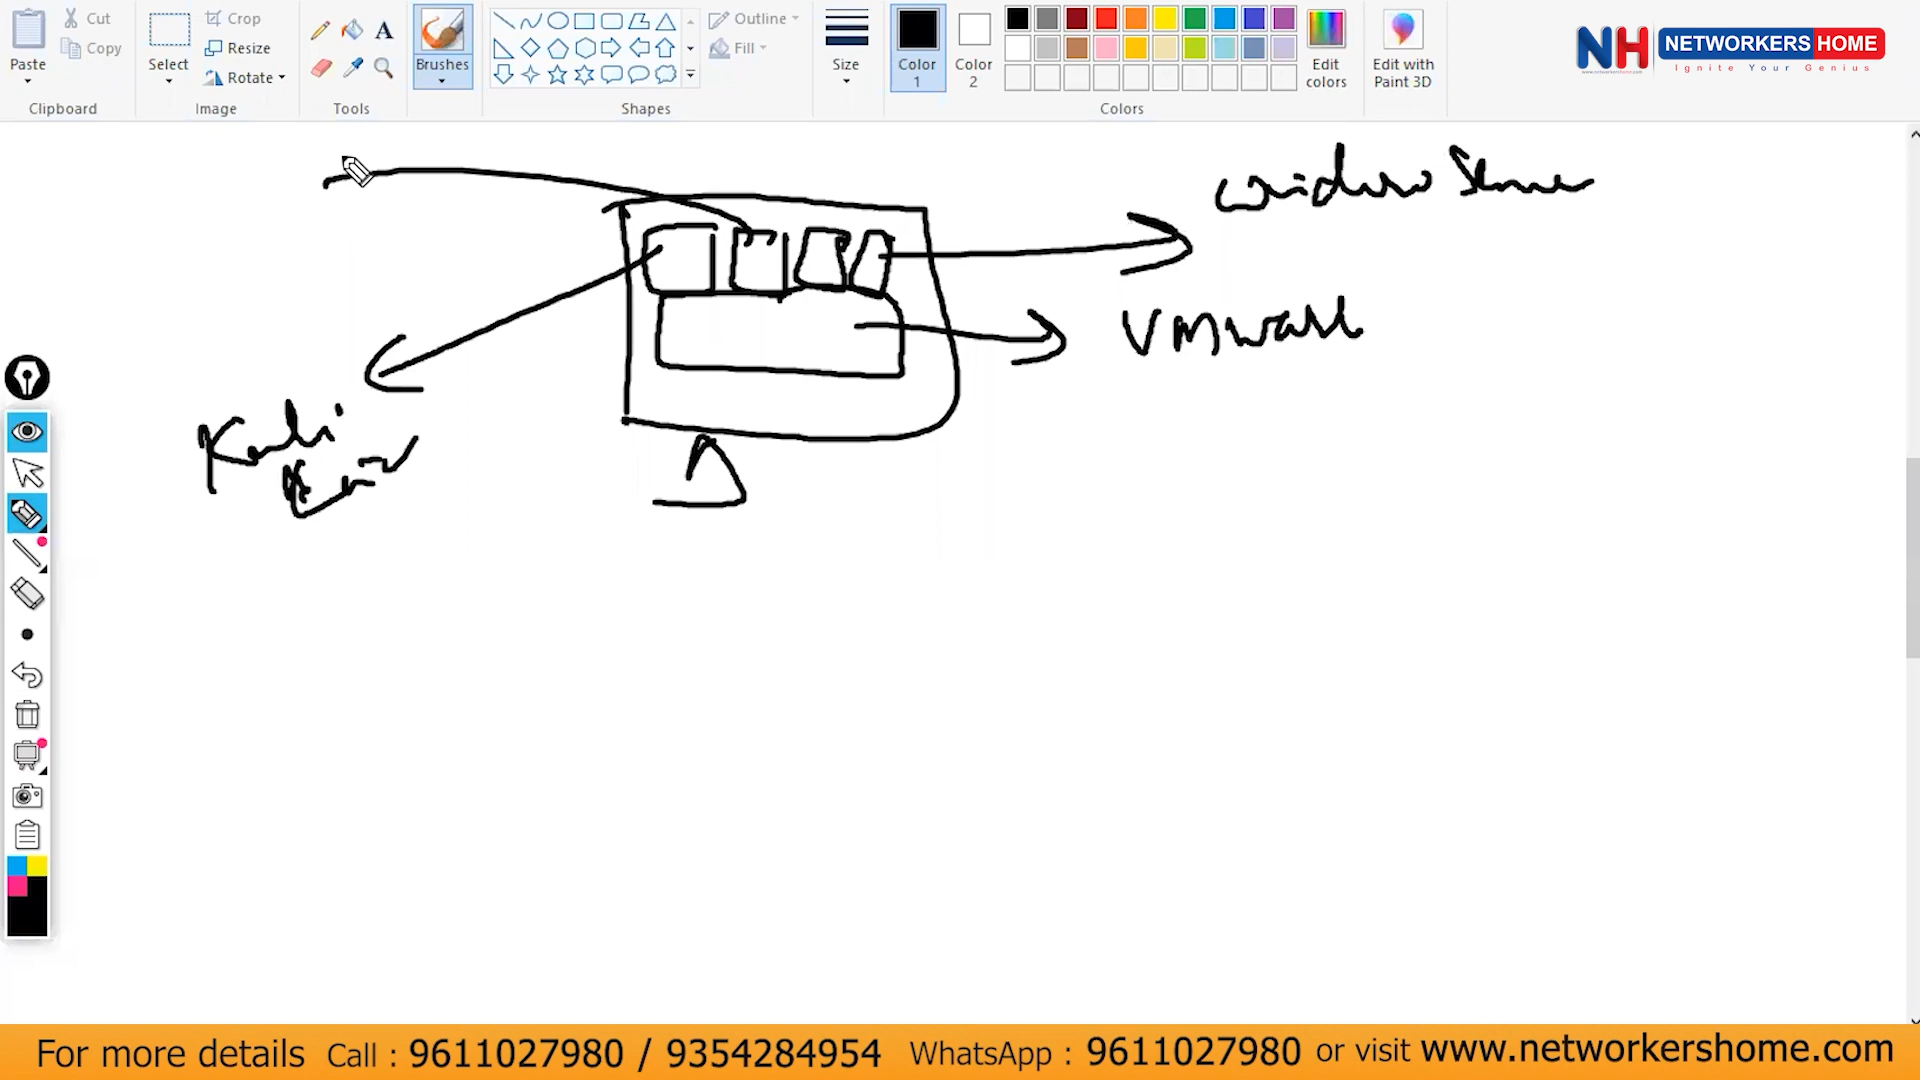 Paste
Cut
Copy
Clipboard
Select
Crop
Resize
Rotate
Image
A
Tools
Brushes
Shapes
Outline
Fill
Size
Color 1
Color 2
Colors
Edit colors
Edit with Paint 3D
NH NETWORKERS HOME
Ignite Your Genius
VMware
Kali
For more details Call : 9611027980 / 9354284954 WhatsApp : 9611027980 or visit www.networkershome.com